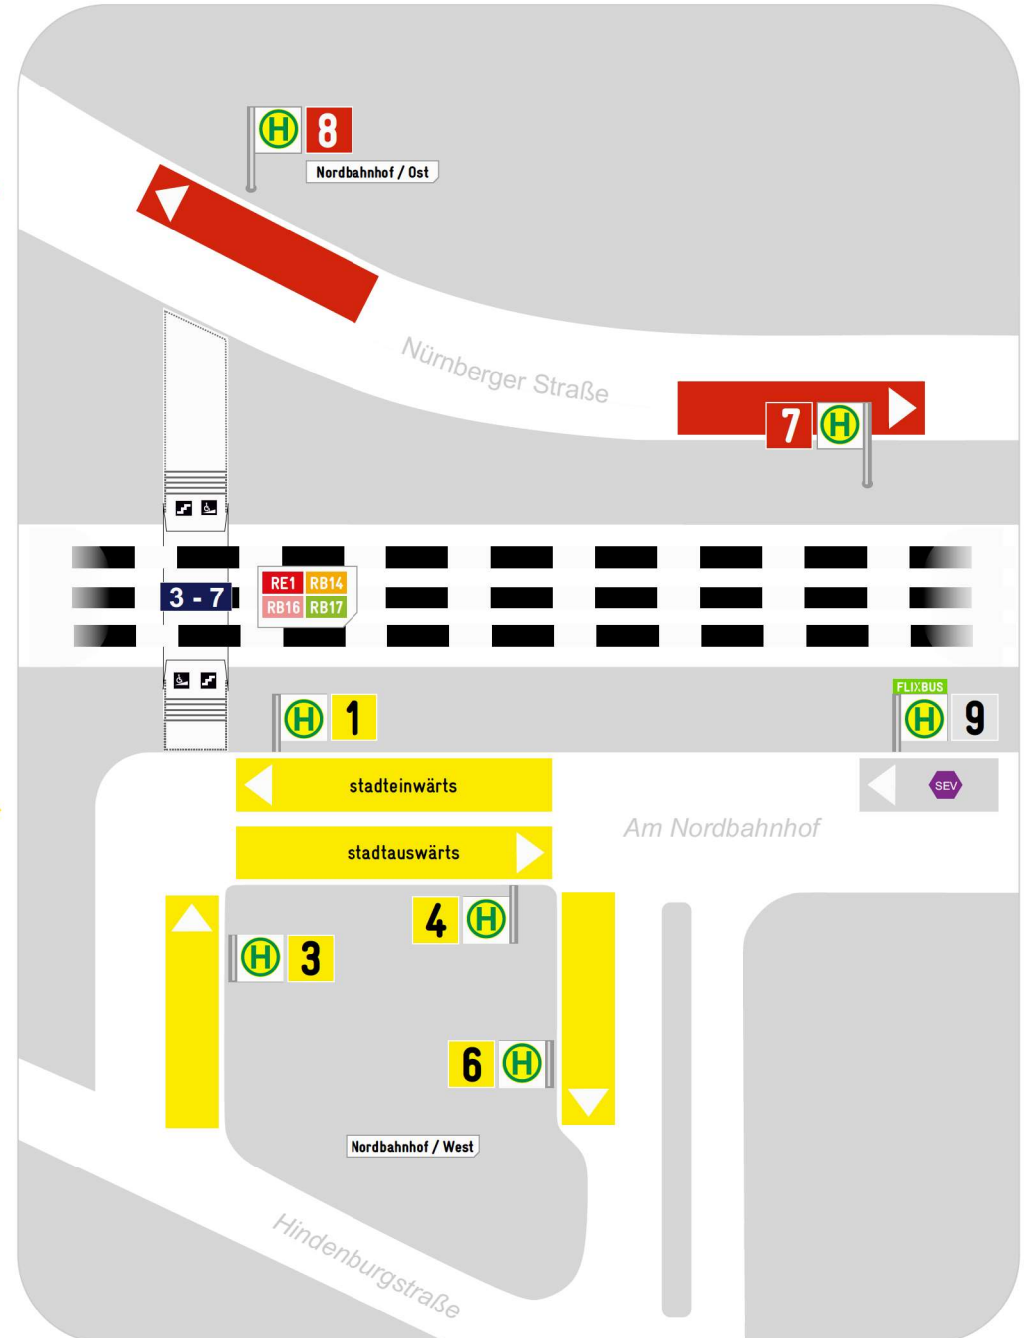 H 8
Nordbahnhof / Ost
Nürnberger Straße
7 H
3 - 7
RE1 RB14
RB16 RB17
H 1
FLIXBUS
H 9
stadteinwärts
SEV
Am Nordbahnhof
stadtauswärts
4 H
H 3
6 H
Nordbahnhof / West
Hindenburgstraße